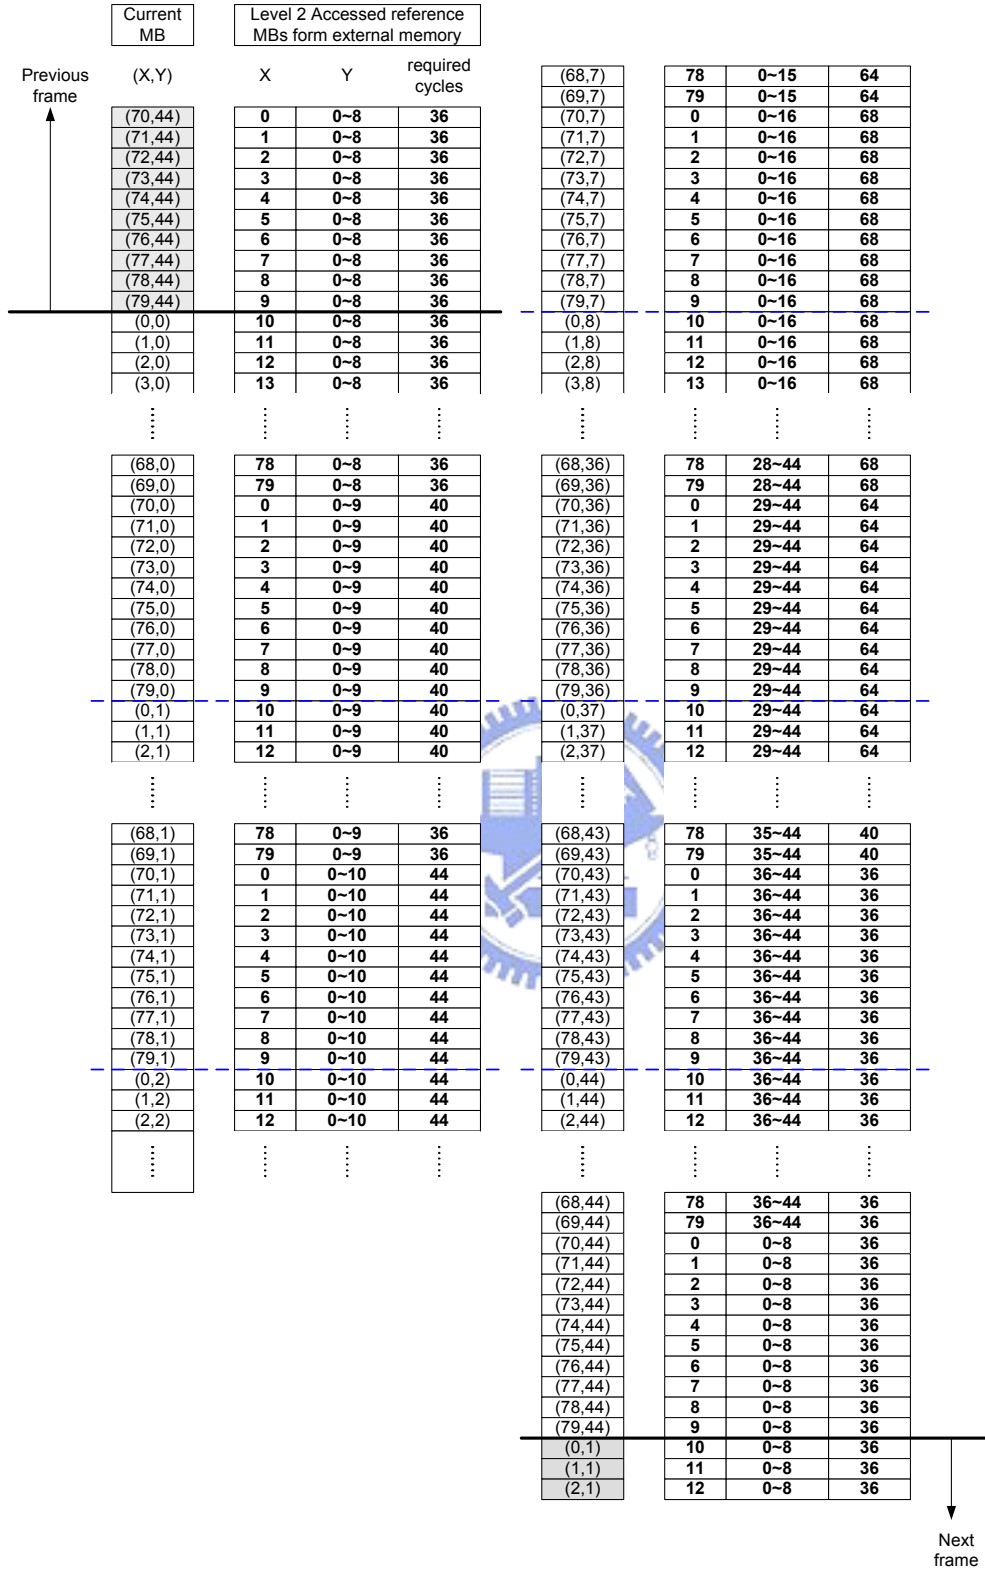 Current MB
Level 2 Accessed reference MBs form external memory
Previous frame
(X,Y) X Y required cycles
(70,44) 0 0~8 36
(71,44) 1 0~8 36
(72,44) 2 0~8 36
(73,44) 3 0~8 36
(74,44) 4 0~8 36
(75,44) 5 0~8 36
(76,44) 6 0~8 36
(77,44) 7 0~8 36
(78,44) 8 0~8 36
(79,44) 9 0~8 36
(0,0) 10 0~8 36
(1,0) 11 0~8 36
(2,0) 12 0~8 36
(3,0) 13 0~8 36
(68,0) 78 0~8 36
(69,0) 79 0~8 36
(70,0) 0 0~9 40
(71,0) 1 0~9 40
(72,0) 2 0~9 40
(73,0) 3 0~9 40
(74,0) 4 0~9 40
(75,0) 5 0~9 40
(76,0) 6 0~9 40
(77,0) 7 0~9 40
(78,0) 8 0~9 40
(79,0) 9 0~9 40
(0,1) 10 0~9 40
(1,1) 11 0~9 40
(2,1) 12 0~9 40
(68,1) 78 0~9 36
(69,1) 79 0~9 36
(70,1) 0 0~10 44
(71,1) 1 0~10 44
(72,1) 2 0~10 44
(73,1) 3 0~10 44
(74,1) 4 0~10 44
(75,1) 5 0~10 44
(76,1) 6 0~10 44
(77,1) 7 0~10 44
(78,1) 8 0~10 44
(79,1) 9 0~10 44
(0,2) 10 0~10 44
(1,2) 11 0~10 44
(2,2) 12 0~10 44
(68,7) 78 0~15 64
(69,7) 79 0~15 64
(70,7) 0 0~16 68
(71,7) 1 0~16 68
(72,7) 2 0~16 68
(73,7) 3 0~16 68
(74,7) 4 0~16 68
(75,7) 5 0~16 68
(76,7) 6 0~16 68
(77,7) 7 0~16 68
(78,7) 8 0~16 68
(79,7) 9 0~16 68
(0,8) 10 0~16 68
(1,8) 11 0~16 68
(2,8) 12 0~16 68
(3,8) 13 0~16 68
(68,36) 78 28~44 68
(69,36) 79 28~44 68
(70,36) 0 29~44 64
(71,36) 1 29~44 64
(72,36) 2 29~44 64
(73,36) 3 29~44 64
(74,36) 4 29~44 64
(75,36) 5 29~44 64
(76,36) 6 29~44 64
(77,36) 7 29~44 64
(78,36) 8 29~44 64
(79,36) 9 29~44 64
(0,37) 10 29~44 64
(1,37) 11 29~44 64
(2,37) 12 29~44 64
(68,43) 78 35~44 40
(69,43) 79 35~44 40
(70,43) 0 36~44 36
(71,43) 1 36~44 36
(72,43) 2 36~44 36
(73,43) 3 36~44 36
(74,43) 4 36~44 36
(75,43) 5 36~44 36
(76,43) 6 36~44 36
(77,43) 7 36~44 36
(78,43) 8 36~44 36
(79,43) 9 36~44 36
(0,44) 10 36~44 36
(1,44) 11 36~44 36
(2,44) 12 36~44 36
(68,44) 78 36~44 36
(69,44) 79 36~44 36
(70,44) 0 0~8 36
(71,44) 1 0~8 36
(72,44) 2 0~8 36
(73,44) 3 0~8 36
(74,44) 4 0~8 36
(75,44) 5 0~8 36
(76,44) 6 0~8 36
(77,44) 7 0~8 36
(78,44) 8 0~8 36
(79,44) 9 0~8 36
(0,1) 10 0~8 36
(1,1) 11 0~8 36
(2,1) 12 0~8 36
Next frame